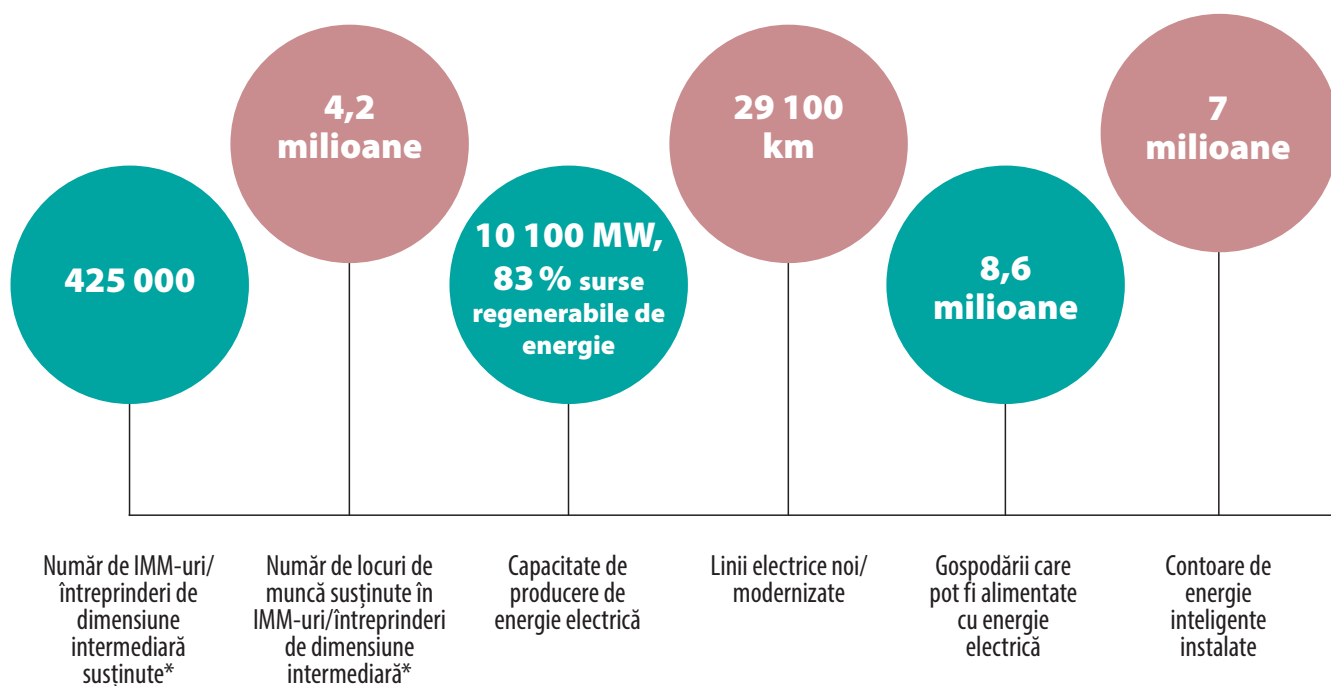 425 000
4,2
milioane
10 100 MW,
83 % surse
regenerabile de
energie
29 100
km
8,6
milioane
7
milioane
Număr de IMM-uri/
întreprinderi de
dimensiune
intermediară
susținute*
Număr de locuri de
muncă susținute în
IMM-uri/întreprinderi
de dimensiune
intermediară*
Capacitate de
producere de
energie electrică
Linii electrice noi/
modernizate
Gospodării care
pot fi alimentate
cu energie
electrică
Contoare de
energie
inteligente
instalate